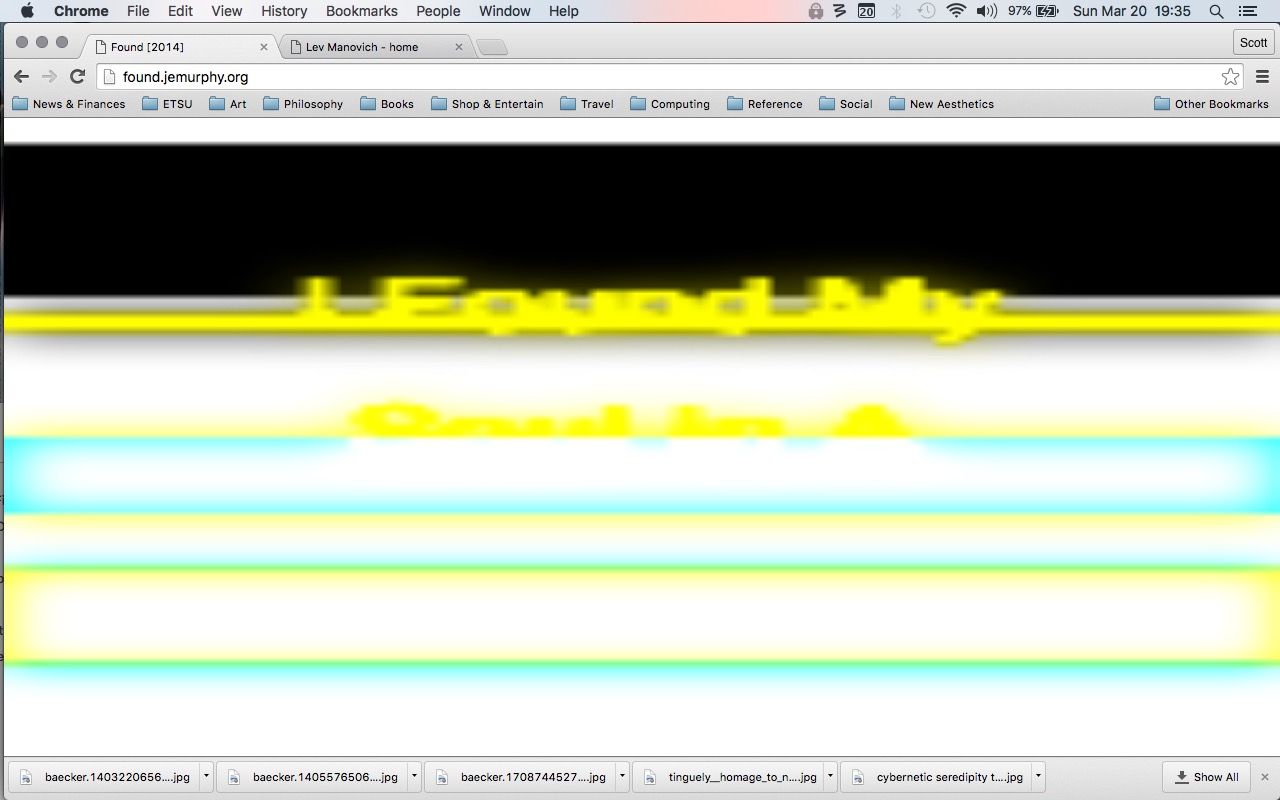 Chrome File Edit View History Bookmarks People Window Help 20 97% Sun Mar 20 19:35
Found [2014] Lev Manovich - home Scott
found.jemurphy.org
News & Finances ETSU Art Philosophy Books Shop & Entertain Travel Computing Reference Social New Aesthetics Other Bookmarks
I Found My
Soul In A
baecker.1403220656....jpg baecker.1405576506....jpg baecker.1708744527....jpg tinguely__homage_to_n....jpg cybernetic seredipity t....jpg Show All